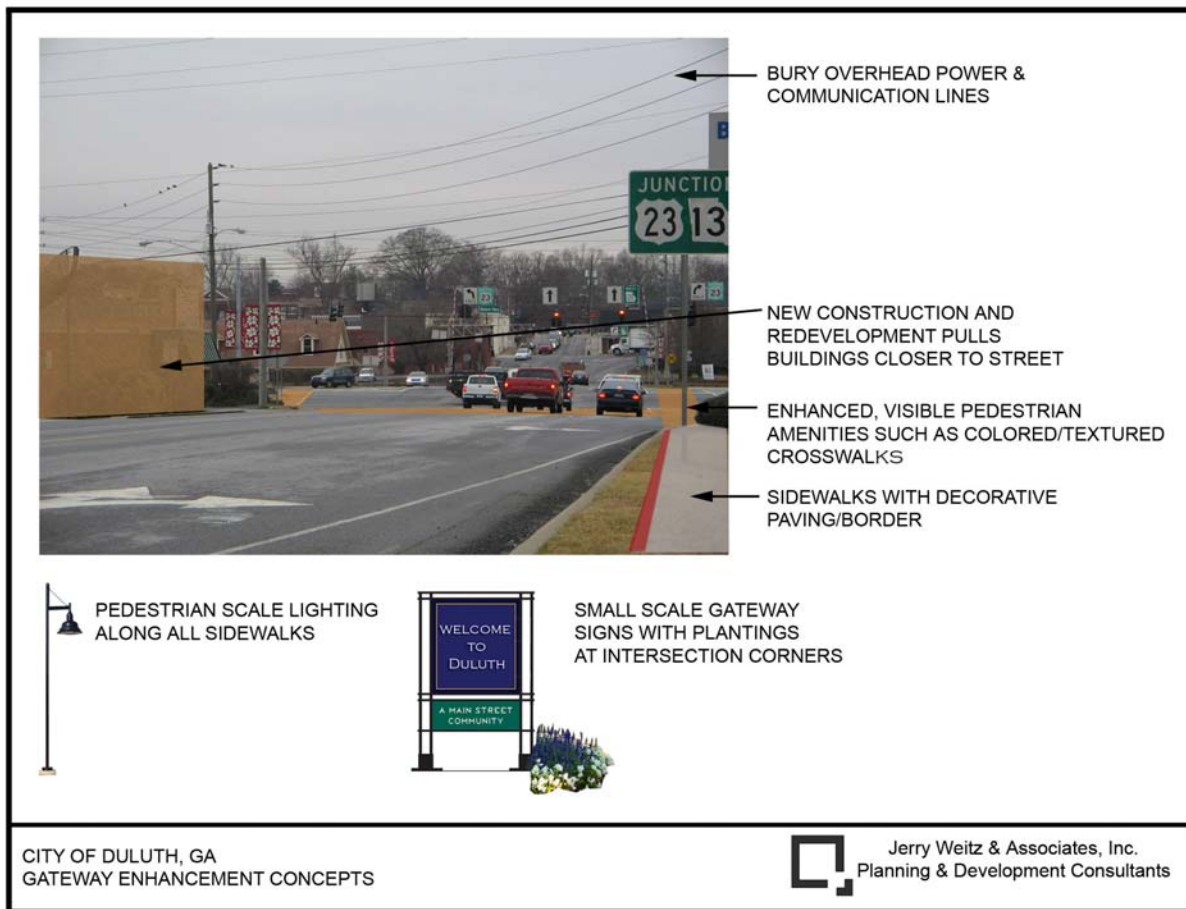 BURY OVERHEAD POWER &
COMMUNICATION LINES
B
JUNCTION
23 13
23
23
NEW CONSTRUCTION AND
REDEVELOPMENT PULLS
BUILDINGS CLOSER TO STREET
ENHANCED, VISIBLE PEDESTRIAN
AMENITIES SUCH AS COLORED/TEXTURED
CROSSWALKS
SIDEWALKS WITH DECORATIVE
PAVING/BORDER
PEDESTRIAN SCALE LIGHTING
ALONG ALL SIDEWALKS
WELCOME
TO
DULUTH
A MAIN STREET
COMMUNITY
SMALL SCALE GATEWAY
SIGNS WITH PLANTINGS
AT INTERSECTION CORNERS
CITY OF DULUTH, GA
GATEWAY ENHANCEMENT CONCEPTS
Jerry Weitz & Associates, Inc.
Planning & Development Consultants